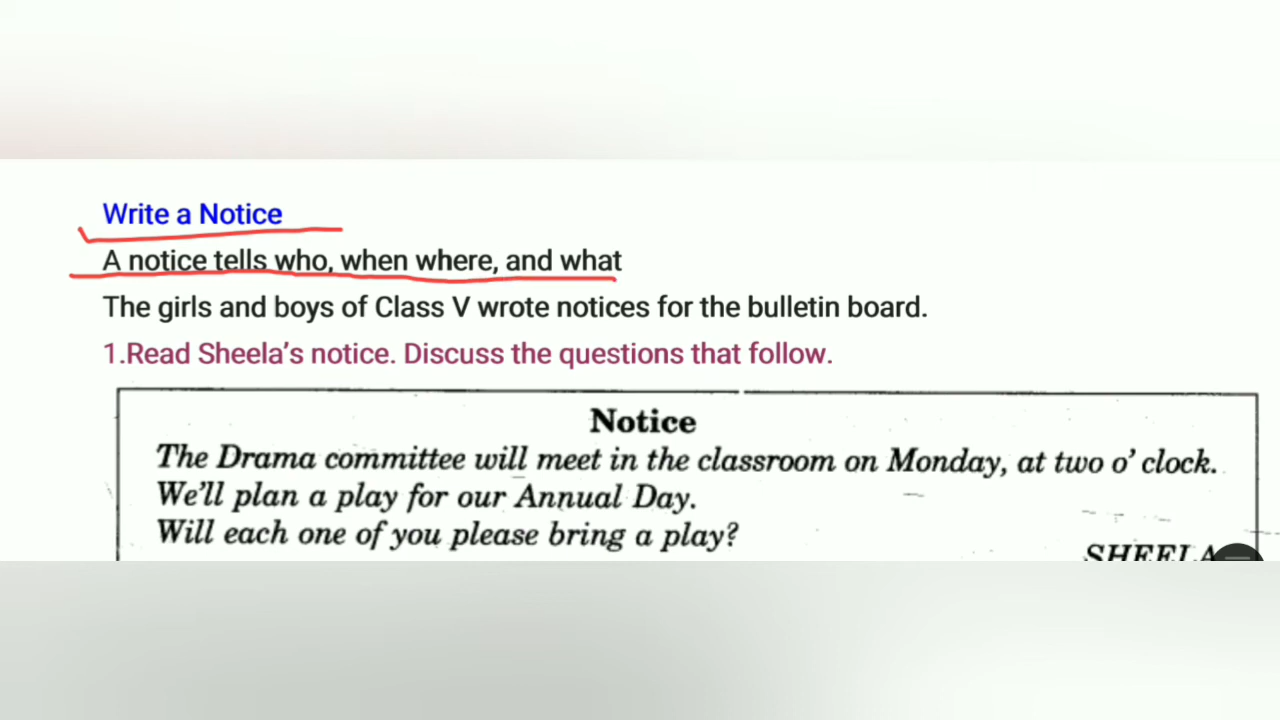 Write a Notice
A notice tells who, when where, and what
The girls and boys of Class V wrote notices for the bulletin board.
1.Read Sheela’s notice. Discuss the questions that follow.
Notice
The Drama committee will meet in the classroom on Monday, at two o’ clock.
We’ll plan a play for our Annual Day.
Will each one of you please bring a play?
SHEELA